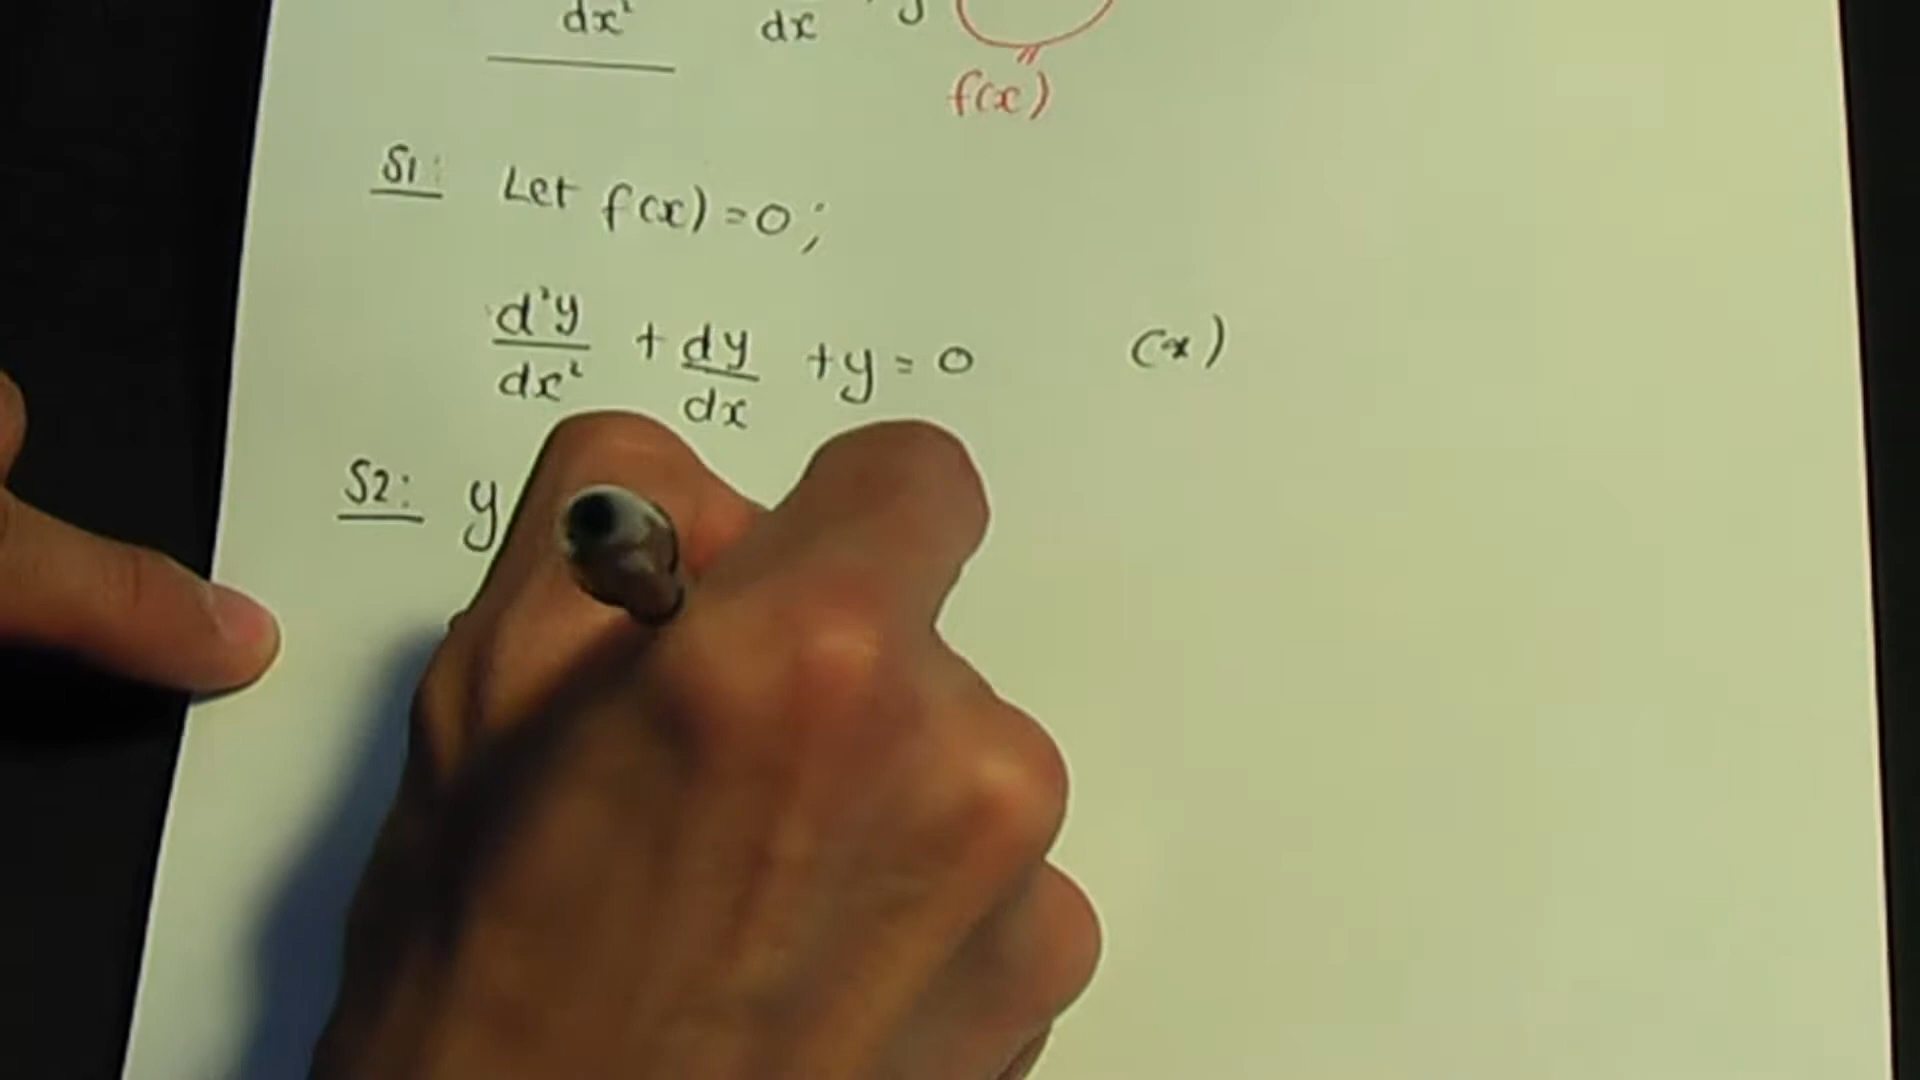 dx² dx y
f(x)
S1: Let f(x) = 0;
d²y/dx² + dy/dx + y = 0 (*)
S2: y